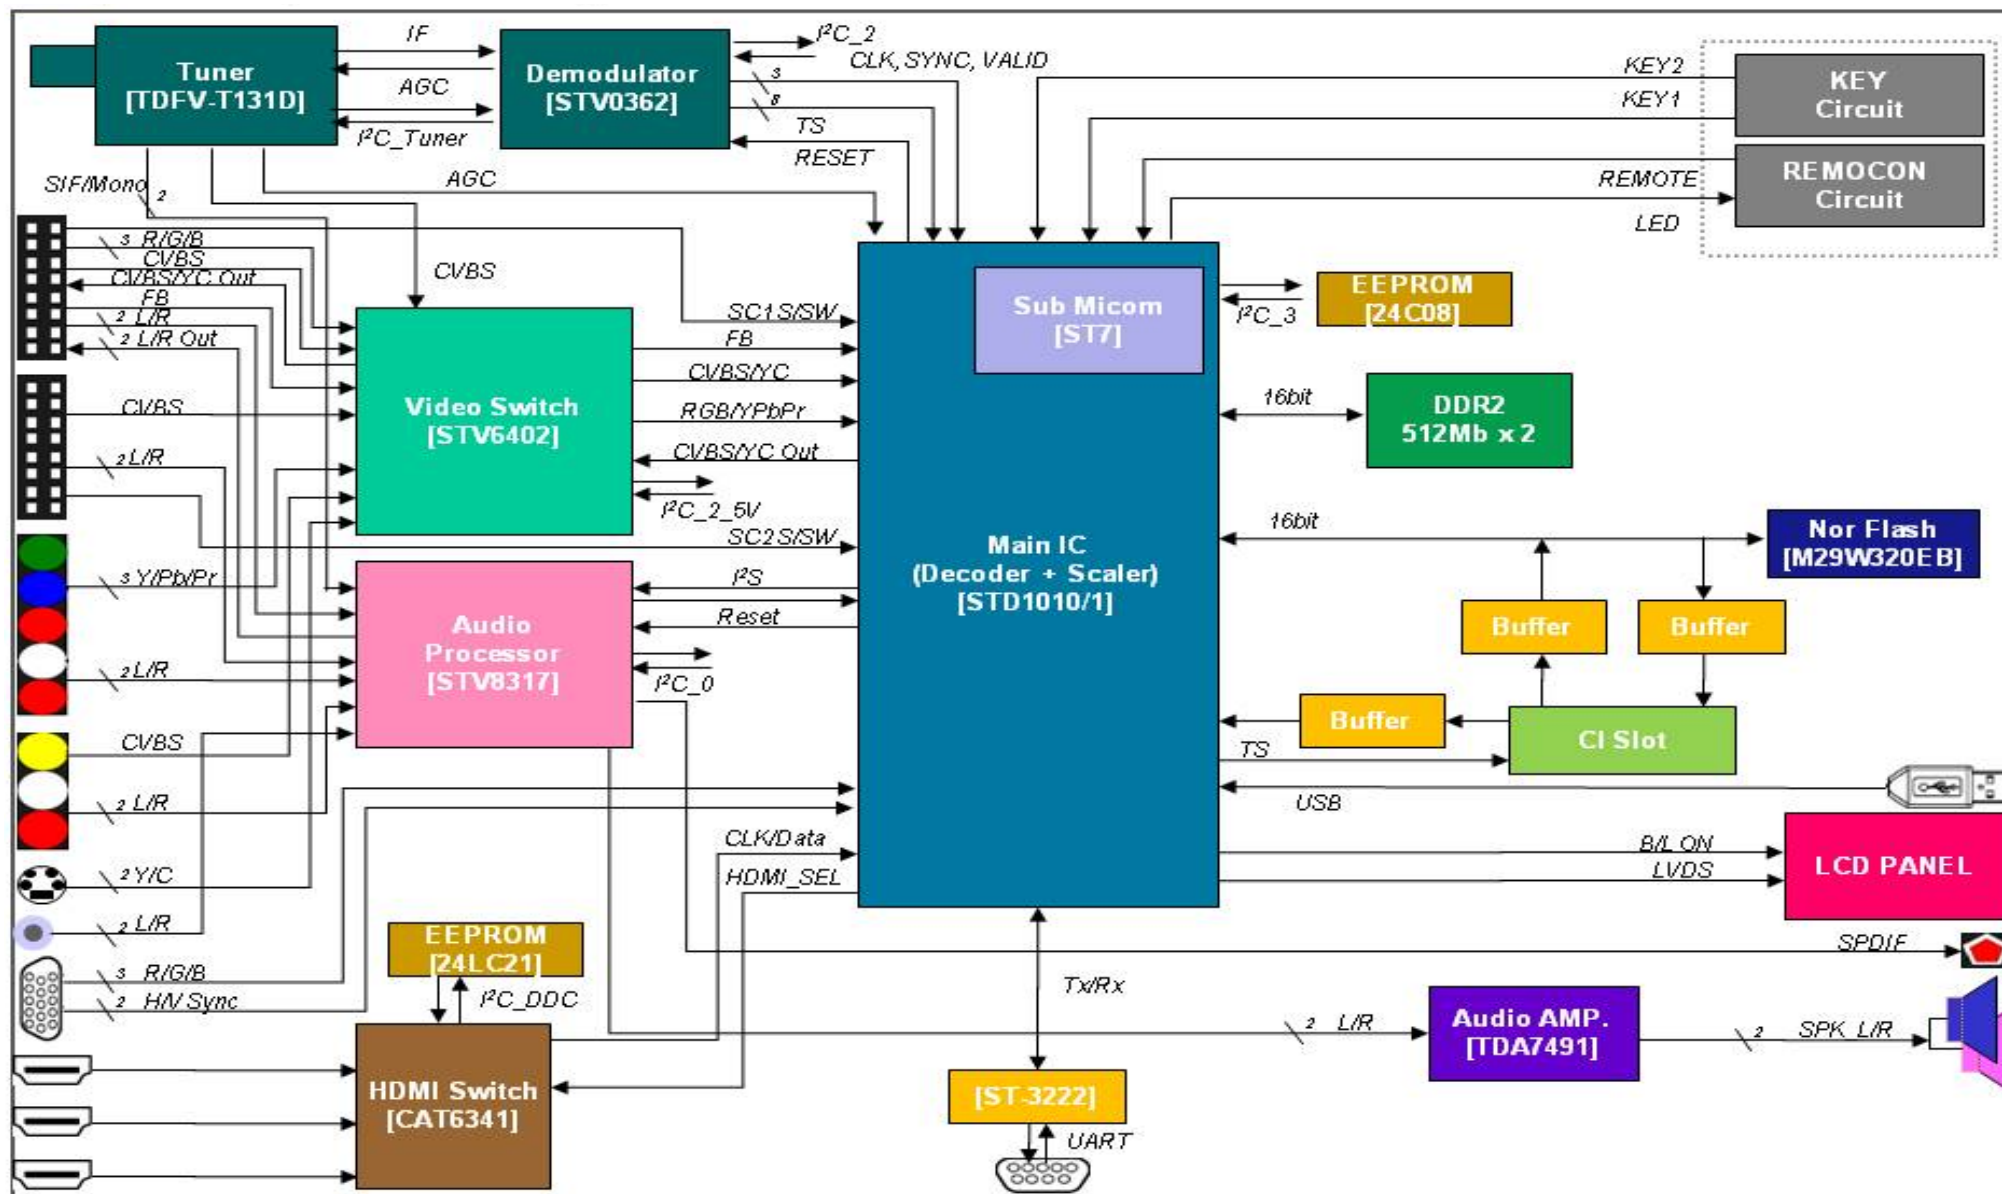 IF
I²C_2
Tuner
[TDFV-T131D]
Demodulator
[STV0362]
CLK, SYNC, VALID
3
8
AGC
I²C_Tuner
TS
RESET
KEY2
KEY1
KEY
Circuit
REMOTE
REMOCON
Circuit
LED
SIF/Mono
2
AGC
3 R/G/B
CVBS
CVBS/YC Out
FB
2 L/R
2 L/R Out
CVBS
CVBS
2 L/R
Video Switch
[STV6402]
SC1S/SW
FB
CVBS/YC
RGB/YPbPr
CVBS/YC Out
I²C_2_5V
SC2S/SW
Sub Micom
[ST7]
I²C_3
EEPROM
[24C08]
16bit
DDR2
512Mb x 2
Main IC
(Decoder + Scaler)
[STD1010/1]
16bit
Nor Flash
[M29W320EB]
Buffer
Buffer
Buffer
CI Slot
TS
USB
3 Y/Pb/Pr
2 L/R
Audio
Processor
[STV8317]
I²S
Reset
I²C_0
CVBS
2 L/R
2 Y/C
2 L/R
3 R/G/B
2 H/V Sync
CLK/Data
HDMI_SEL
B/L ON
LVDS
LCD PANEL
SPDIF
EEPROM
[24LC21]
I²C_DDC
HDMI Switch
[CAT6341]
Tx/Rx
2 L/R
Audio AMP.
[TDA7491]
2 SPK L/R
[ST-3222]
UART